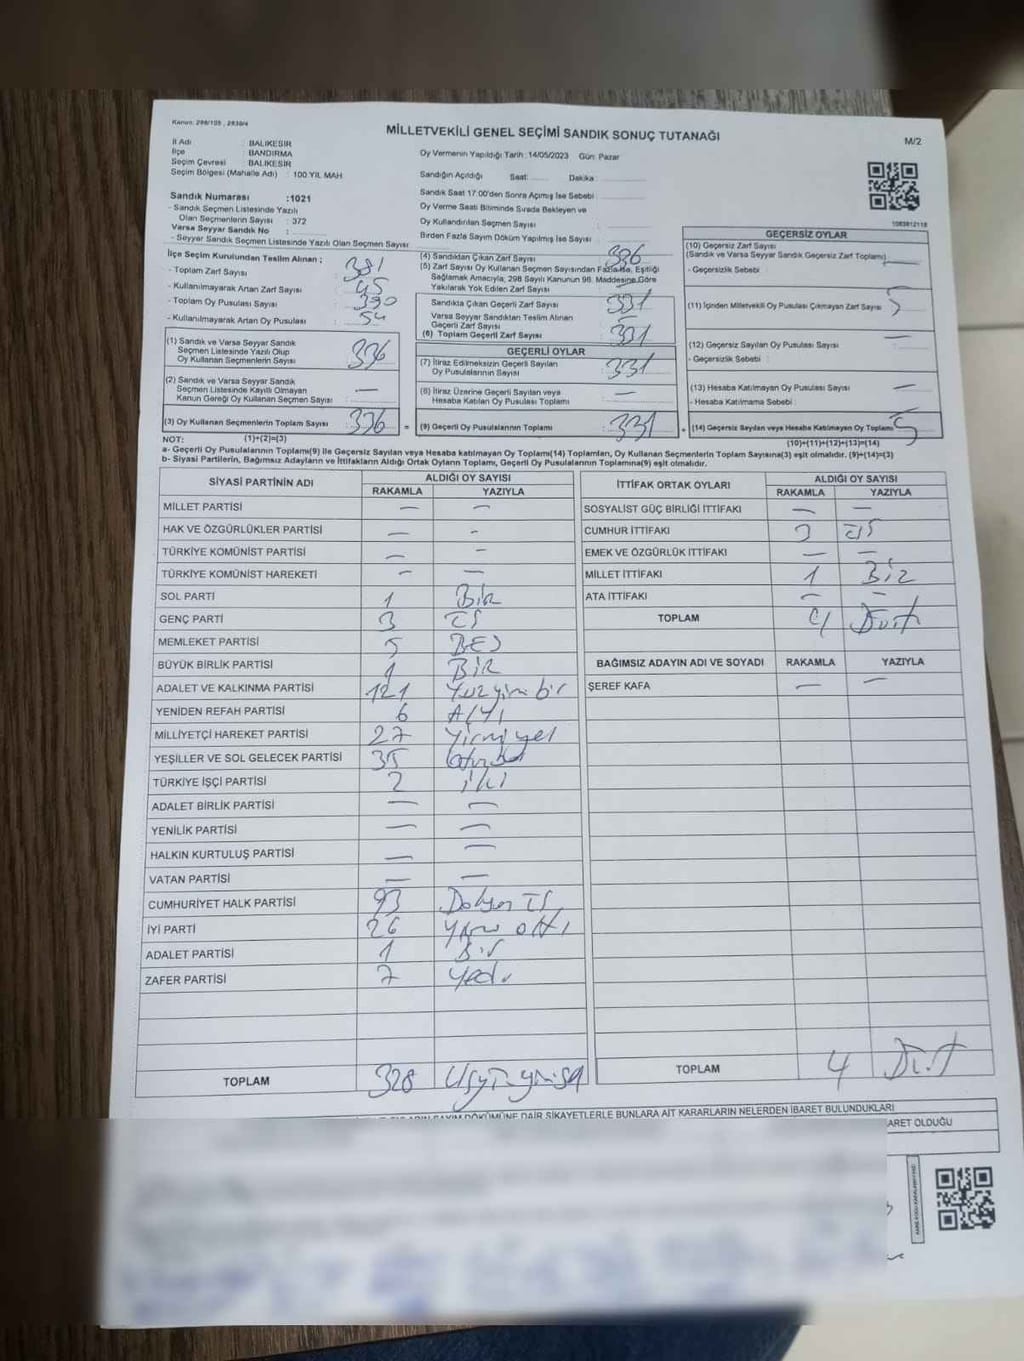 Kanun: 298/105 , 2839/4
MİLLETVEKİLİ GENEL SEÇİMİ SANDIK SONUÇ TUTANAĞI
M/2
İl Adı : BALIKESİR
İlçe : BANDIRMA
Seçim Çevresi : BALIKESİR
Seçim Bölgesi (Mahalle Adı) : 100 YIL MAH
Oy Vermenin Yapıldığı Tarih :14/05/2023 Gün: Pazar
Sandığın Açıldığı Saat: Dakika :
Sandık Saat 17:00'den Sonra Açımış İse Sebebi :
Oy Verme Saati Bitiminde Sırada Bekleyen ve
Oy Kullandırılan Seçmen Sayısı :
Birden Fazla Sayım Döküm Yapılmış İse Sayısı :
Sandık Numarası :1021
- Sandık Seçmen Listesinde Yazılı
Olan Seçmenlerin Sayısı : 372
Varsa Seyyar Sandık No :
- Seyyar Sandık Seçmen Listesinde Yazılı Olan Seçmen Sayısı
İlçe Seçim Kurulundan Teslim Alınan ;
- Toplam Zarf Sayısı : 381
- Kullanılmayarak Artan Zarf Sayısı : 45
- Toplam Oy Pusulası Sayısı : 390
- Kullanılmayarak Artan Oy Pusulası : 54
(1) Sandık ve Varsa Seyyar Sandık
Seçmen Listesinde Yazılı Olup
Oy Kullanan Seçmenlerin Sayısı : 336
(2) Sandık ve Varsa Seyyar Sandık
Seçmen Listesinde Kayıtlı Olmayan
Kanun Gereği Oy Kullanan Seçmen Sayısı : —
(3) Oy Kullanan Seçmenlerin Toplam Sayısı : 336
(4) Sandıktan Çıkan Zarf Sayısı : 336
(5) Zarf Sayısı Oy Kullanan Seçmen Sayısından Fazla ise, Eşitliği
Sağlamak Amacıyla, 298 Sayılı Kanunun 98. Maddesine Göre
Yakılarak Yok Edilen Zarf Sayısı : —
Sandıkta Çıkan Geçerli Zarf Sayısı : 331
Varsa Seyyar Sandıktan Teslim Alınan
Geçerli Zarf Sayısı
(6) Toplam Geçerli Zarf Sayısı : 331
GEÇERLİ OYLAR
(7) İtiraz Edilmeksizin Geçerli Sayılan
Oy Pusulalarının Sayısı : 331
(8) İtiraz Üzerine Geçerli Sayılan veya
Hesaba Katılan Oy Pusulası Toplamı : —
= (9) Geçerli Oy Pusulalarının Toplamı : 331
1083812118
GEÇERSİZ OYLAR
(10) Geçersiz Zarf Sayısı
(Sandık ve Varsa Seyyar Sandık Geçersiz Zarf Toplamı) : —
- Geçersizlik Sebebi :
(11) İçinden Milletvekili Oy Pusulası Çıkmayan Zarf Sayısı : 5
(12) Geçersiz Sayılan Oy Pusulası Sayısı : —
- Geçersizlik Sebebi :
(13) Hesaba Katılmayan Oy Pusulası Sayısı : —
- Hesaba Katılmama Sebebi :
+ (14) Geçersiz Sayılan veya Hesaba Katılmayan Oy Toplamı : 5
NOT: (1)+(2)=(3) (10)+(11)+(12)+(13)=(14)
a- Geçerli Oy Pusulalarının Toplamı(9) ile Geçersiz Sayılan veya Hesaba katılmayan Oy Toplamı(14) Toplamları, Oy Kullanan Seçmenlerin Toplam Sayısına(3) eşit olmalıdır. (9)+(14)=(3)
b- Siyasi Partilerin, Bağımsız Adayların ve İttifakların Aldığı Ortak Oyların Toplamı, Geçerli Oy Pusulalarının Toplamına(9) eşit olmalıdır.
SİYASİ PARTİNİN ADI ALDIĞI OY SAYISI
RAKAMLA YAZIYLA
MİLLET PARTİSİ — —
HAK VE ÖZGÜRLÜKLER PARTİSİ — -
TÜRKİYE KOMÜNİST PARTİSİ — -
TÜRKİYE KOMÜNİST HAREKETİ — —
SOL PARTİ 1 BİR
GENÇ PARTİ 3
MEMLEKET PARTİSİ 5 BEŞ
BÜYÜK BİRLİK PARTİSİ 1 BİR
ADALET VE KALKINMA PARTİSİ 121 Yüzyirmi bir
YENİDEN REFAH PARTİSİ 6 ALTI
MİLLİYETÇİ HAREKET PARTİSİ 27
YEŞİLLER VE SOL GELECEK PARTİSİ 35
TÜRKİYE İŞÇİ PARTİSİ 2 iki
ADALET BİRLİK PARTİSİ — —
YENİLİK PARTİSİ — —
HALKIN KURTULUŞ PARTİSİ — —
VATAN PARTİSİ — —
CUMHURİYET HALK PARTİSİ 93
İYİ PARTİ 26
ADALET PARTİSİ 1 Bir
ZAFER PARTİSİ 7 Yedi
TOPLAM 328
İTTİFAK ORTAK OYLARI ALDIĞI OY SAYISI
RAKAMLA YAZIYLA
SOSYALİST GÜÇ BİRLİĞİ İTTİFAKI — —
CUMHUR İTTİFAKI 3
EMEK VE ÖZGÜRLÜK İTTİFAKI — —
MİLLET İTTİFAKI 1 Bir
ATA İTTİFAKI — —
TOPLAM 4 Dört
BAĞIMSIZ ADAYIN ADI VE SOYADI RAKAMLA YAZIYLA
ŞEREF KAFA — —
TOPLAM 4 Dört
SAYIM DÖKÜMÜNE DAİR ŞİKAYETLERLE BUNLARA AİT KARARLARIN NELERDEN İBARET BULUNDUKLARI
ARET OLDUĞU